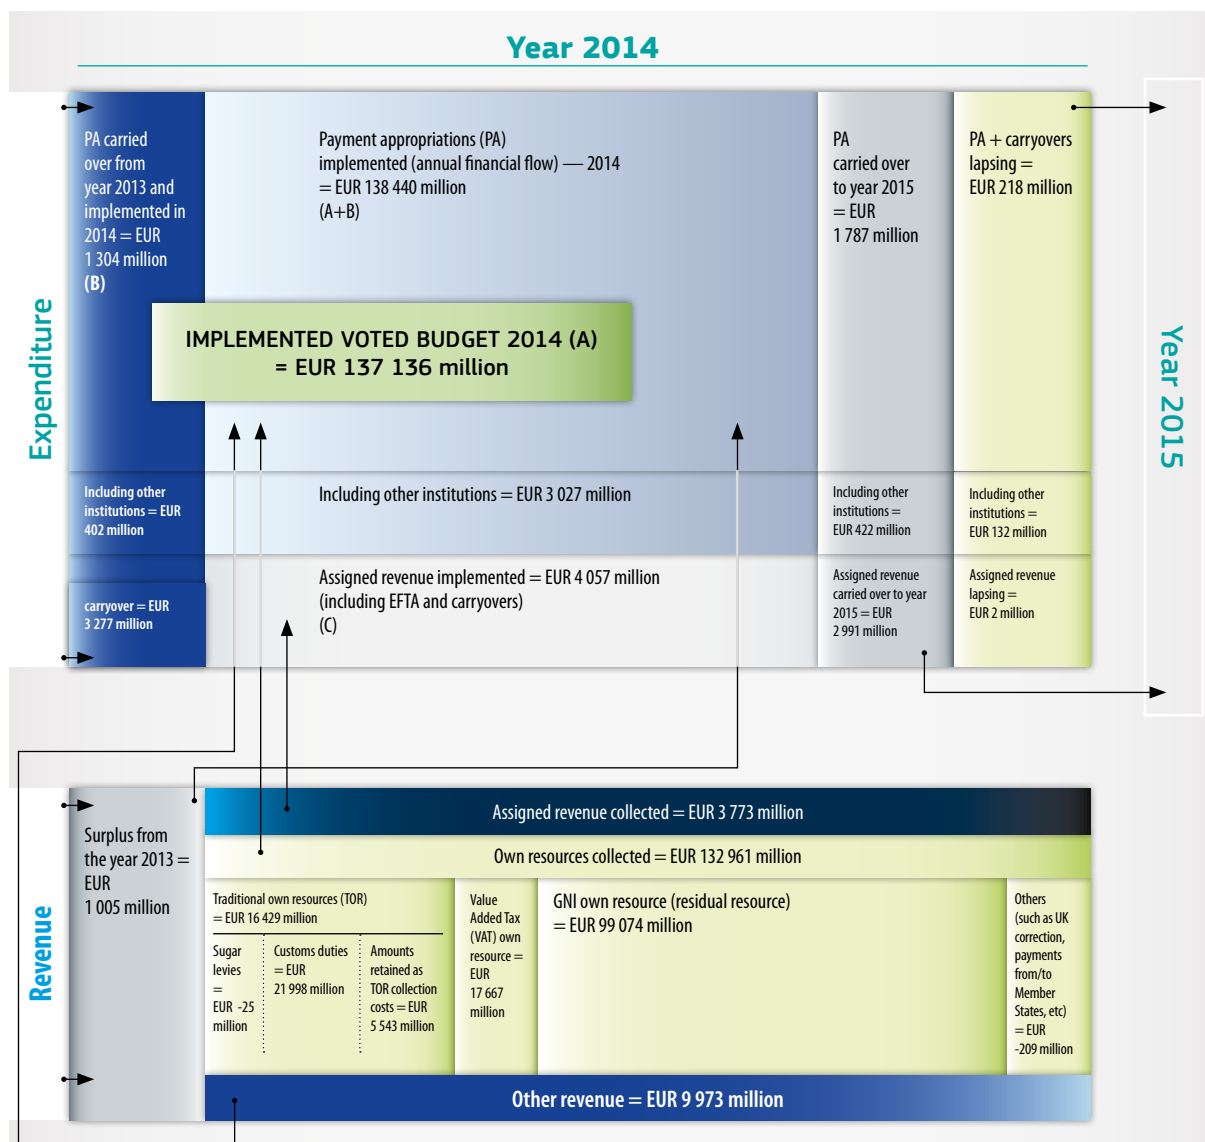 Year 2014
Expenditure
PA carried
over from
year 2013 and
implemented in
2014 = EUR
1 304 million
(B)
Payment appropriations (PA)
implemented (annual financial flow) — 2014
= EUR 138 440 million
(A+B)
PA
carried over
to year 2015
= EUR
1 787 million
PA + carryovers
lapsing =
EUR 218 million
IMPLEMENTED VOTED BUDGET 2014 (A)
= EUR 137 136 million
Year 2015
Including other
institutions = EUR
402 million
Including other institutions = EUR 3 027 million
Including other
institutions =
EUR 422 million
Including other
institutions =
EUR 132 million
carryover = EUR
3 277 million
Assigned revenue implemented = EUR 4 057 million
(including EFTA and carryovers)
(C)
Assigned revenue
carried over to year
2015 = EUR
2 991 million
Assigned revenue
lapsing =
EUR 2 million
Revenue
Surplus from
the year 2013 =
EUR
1 005 million
Assigned revenue collected = EUR 3 773 million
Own resources collected = EUR 132 961 million
Traditional own resources (TOR)
= EUR 16 429 million
Sugar
levies
=
EUR -25
million
Customs duties
= EUR
21 998 million
Amounts
retained as
TOR collection
costs = EUR
5 543 million
Value
Added Tax
(VAT) own
resource =
EUR
17 667
million
GNI own resource (residual resource)
= EUR 99 074 million
Others
(such as UK
correction,
payments
from/to
Member
States, etc)
= EUR
-209 million
Other revenue = EUR 9 973 million